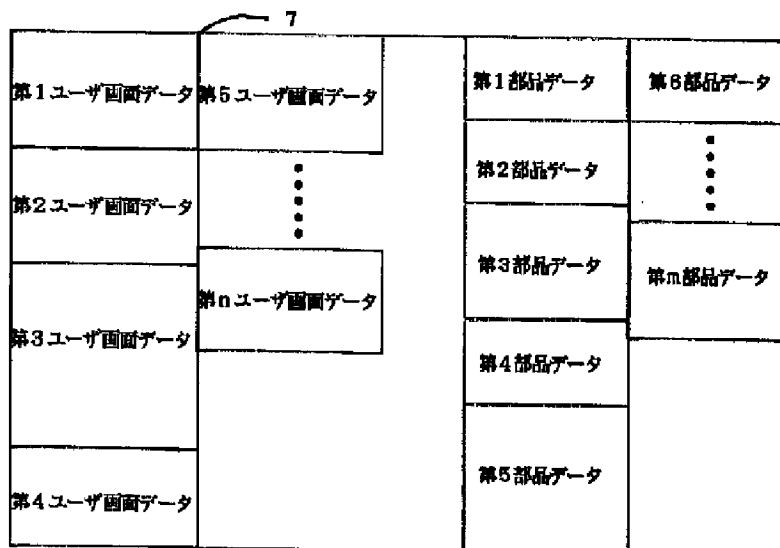 7
第1ユーザ画面データ
第2ユーザ画面データ
第3ユーザ画面データ
第4ユーザ画面データ
第5ユーザ画面データ
第nユーザ画面データ
第1部品データ
第2部品データ
第3部品データ
第4部品データ
第5部品データ
第6部品データ
第m部品データ